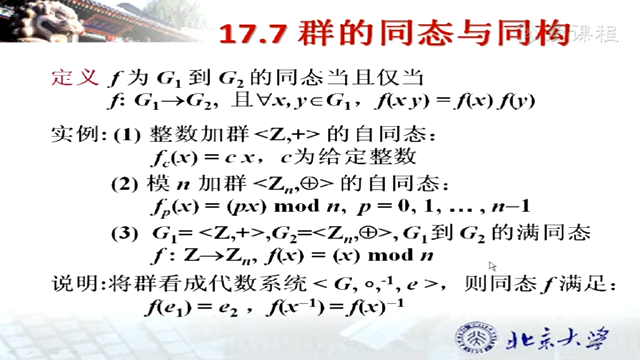 17.7 群的同态与同构
课程
定义 f 为 G₁ 到 G₂ 的同态当且仅当
f: G₁→G₂, 且∀x, y∈G₁, f(x y) = f(x) f(y)
实例: (1) 整数加群 <Z,+> 的自同态:
f_c(x) = c x, c为给定整数
(2) 模 n 加群 <Zₙ,⊕> 的自同态:
fₚ(x) = (px) mod n, p = 0, 1, … , n–1
(3) G₁= <Z,+>,G₂=<Zₙ,⊕>, G₁到 G₂ 的满同态
f : Z→Zₙ, f(x) = (x) mod n
说明:将群看成代数系统 < G, ∘,⁻¹, e >, 则同态 f 满足:
f(e₁) = e₂ , f(x⁻¹) = f(x)⁻¹
北京大学